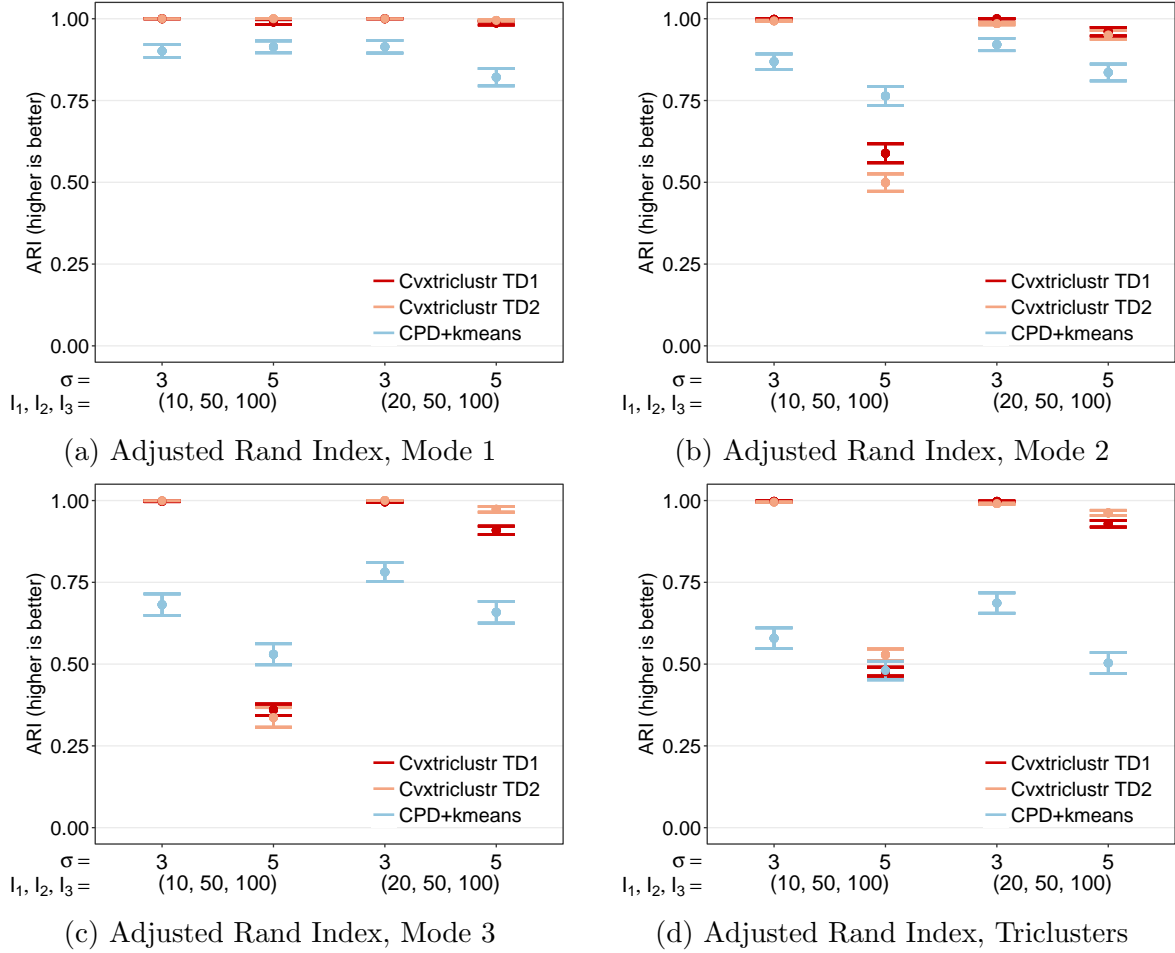 ARI (higher is better)
1.00
0.75
0.50
0.25
0.00
Cvxtriclustr TD1
Cvxtriclustr TD2
CPD+kmeans
σ = 3 5 3 5
I₁, I₂, I₃ = (10, 50, 100) (20, 50, 100)
(a) Adjusted Rand Index, Mode 1
ARI (higher is better)
1.00
0.75
0.50
0.25
0.00
Cvxtriclustr TD1
Cvxtriclustr TD2
CPD+kmeans
σ = 3 5 3 5
I₁, I₂, I₃ = (10, 50, 100) (20, 50, 100)
(b) Adjusted Rand Index, Mode 2
ARI (higher is better)
1.00
0.75
0.50
0.25
0.00
Cvxtriclustr TD1
Cvxtriclustr TD2
CPD+kmeans
σ = 3 5 3 5
I₁, I₂, I₃ = (10, 50, 100) (20, 50, 100)
(c) Adjusted Rand Index, Mode 3
ARI (higher is better)
1.00
0.75
0.50
0.25
0.00
Cvxtriclustr TD1
Cvxtriclustr TD2
CPD+kmeans
σ = 3 5 3 5
I₁, I₂, I₃ = (10, 50, 100) (20, 50, 100)
(d) Adjusted Rand Index, Triclusters